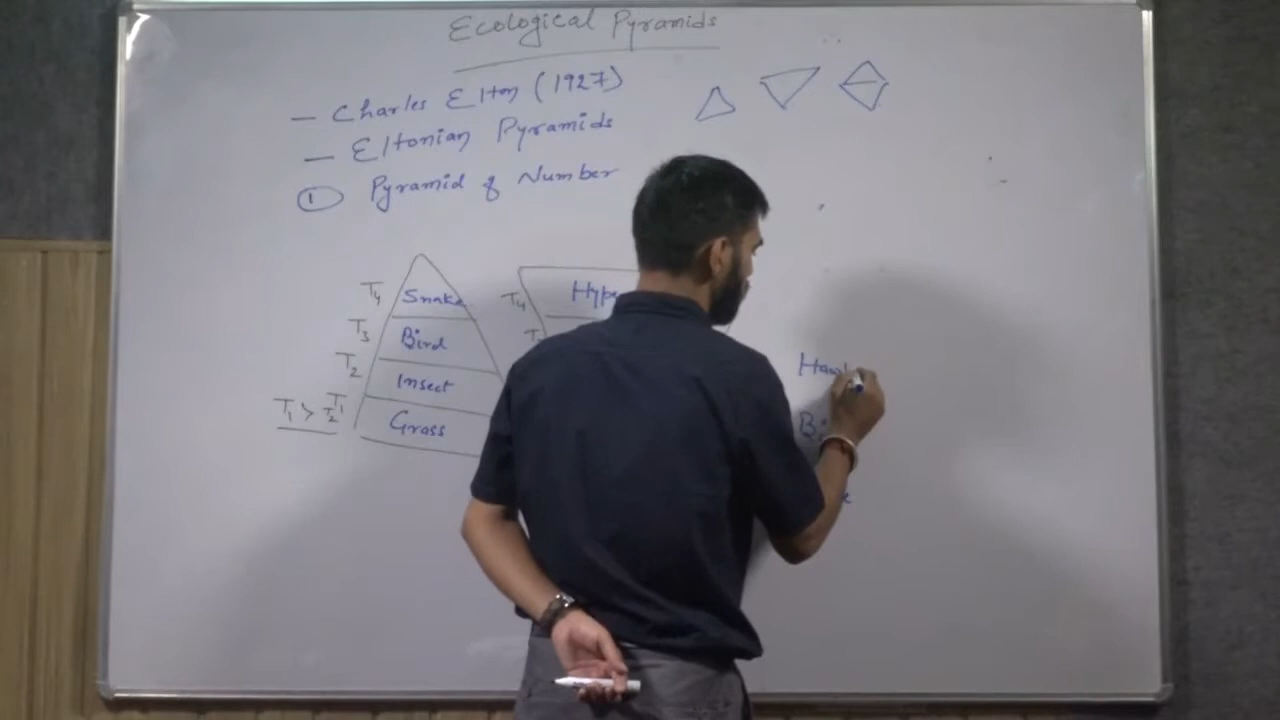 Ecological Pyramids
— Charles Elton (1927)
— Eltonian Pyramids
① Pyramid of Number
T4 Snake
T3 Bird
T2 Insect
T1 Grass
T1 > T2
T4